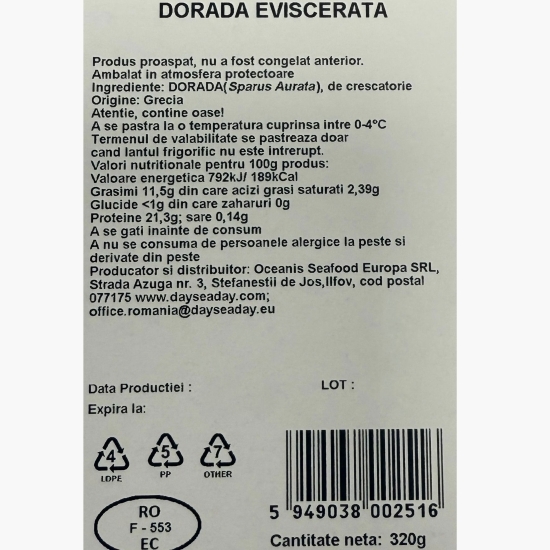 DORADA EVISCERATA
Produs proaspat, nu a fost congelat anterior.
Ambalat in atmosfera protectoare
Ingrediente: DORADA(Sparus Aurata), de crescatorie
Origine: Grecia
Atentie, contine oase!
A se pastra la o temperatura cuprinsa intre 0-4ºC
Termenul de valabilitate se pastreaza doar
cand lantul frigorific nu este intrerupt.
Valori nutritionale pentru 100g produs:
Valoare energetica 792kJ/ 189kCal
Grasimi 11,5g din care acizi grasi saturati 2,39g
Glucide <1g din care zaharuri 0g
Proteine 21,3g; sare 0,14g
A se gati inainte de consum
A nu se consuma de persoanele alergice la peste si
derivate din peste
Producator si distribuitor: Oceanis Seafood Europa SRL,
Strada Azuga nr. 3, Stefanestii de Jos,Ilfov, cod postal
077175 www.dayseaday.com;
office.romania@dayseaday.eu
Data Productiei : LOT :
Expira la:
4 5 7
LDPE PP OTHER
RO
F - 553
EC
5 949038 002516
Cantitate neta: 320g